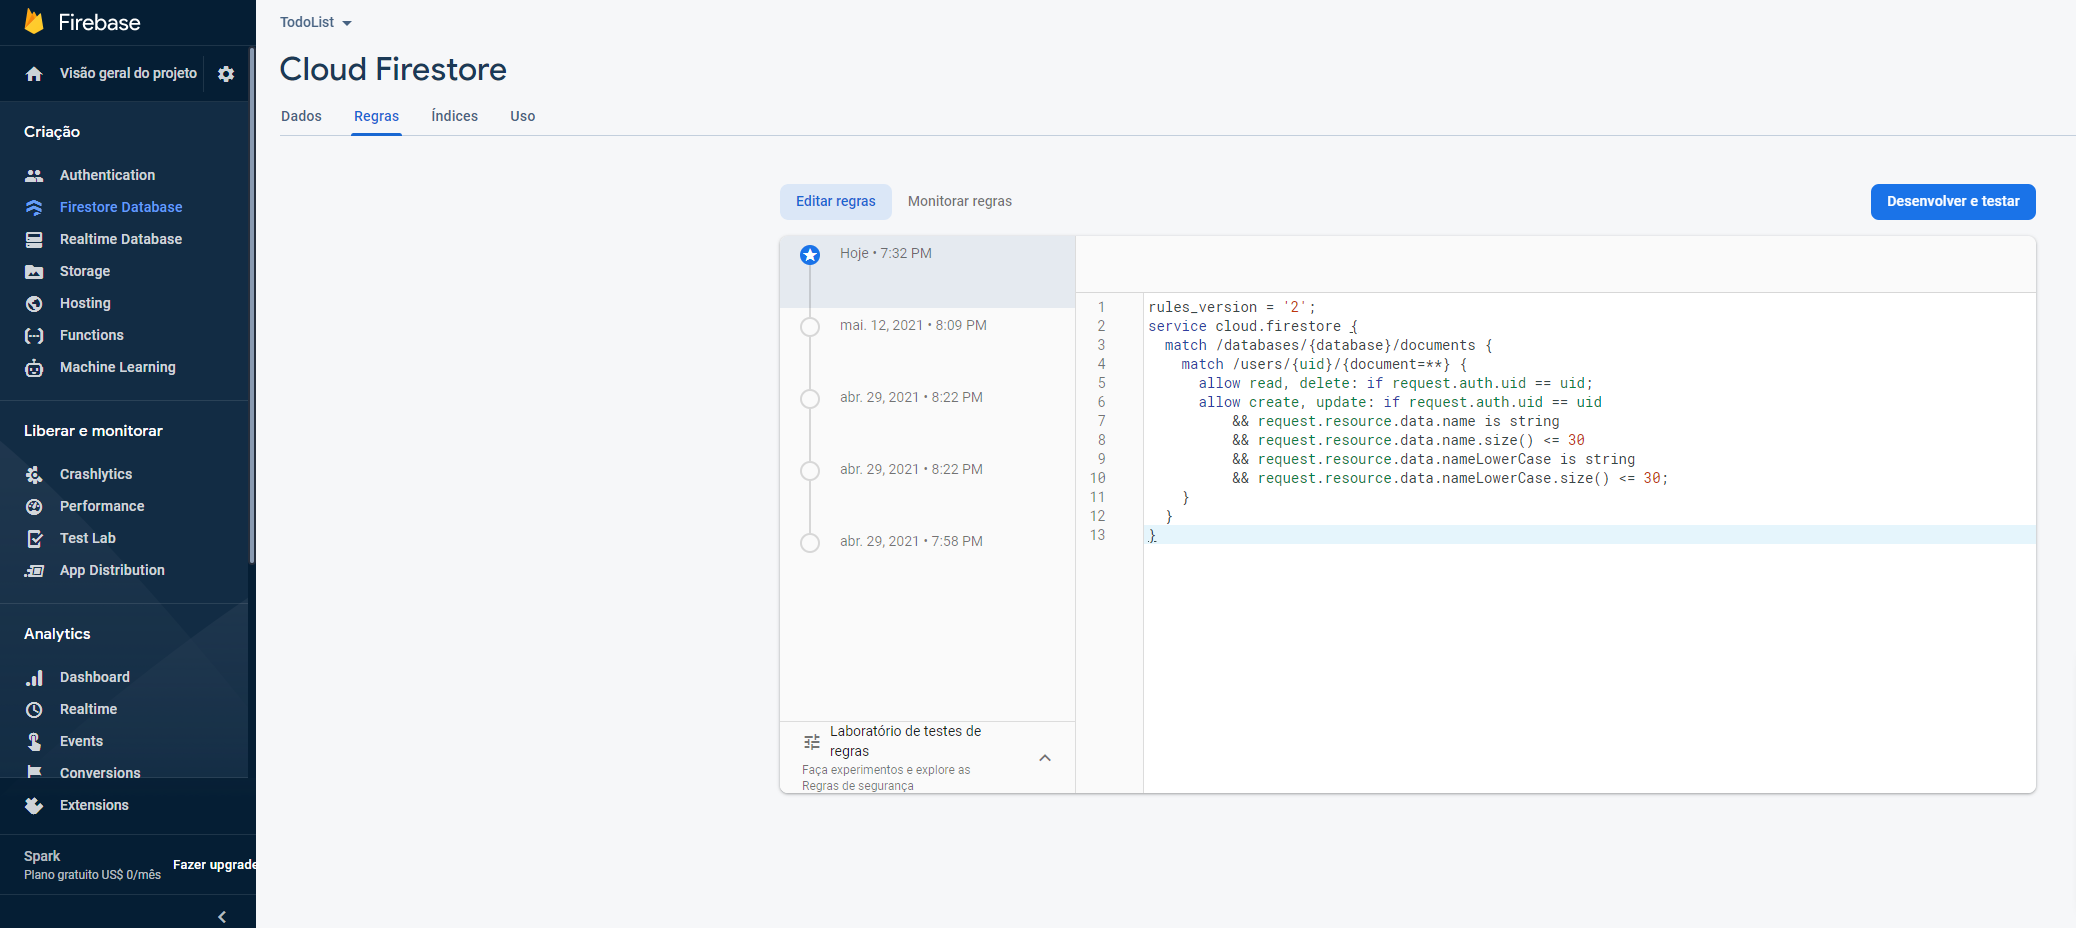 Firebase
Visão geral do projeto
Criação
Authentication
Firestore Database
Realtime Database
Storage
Hosting
Functions
Machine Learning
Liberar e monitorar
Crashlytics
Performance
Test Lab
App Distribution
Analytics
Dashboard
Realtime
Events
Conversions
Extensions
Spark
Plano gratuito US$ 0/mês
Fazer upgrade
TodoList
Cloud Firestore
Dados Regras Índices Uso
Editar regras Monitorar regras
Desenvolver e testar
Hoje • 7:32 PM
mai. 12, 2021 • 8:09 PM
abr. 29, 2021 • 8:22 PM
abr. 29, 2021 • 8:22 PM
abr. 29, 2021 • 7:58 PM
Laboratório de testes de
regras
Faça experimentos e explore as
Regras de segurança
1 rules_version = '2';
2 service cloud.firestore {
3   match /databases/{database}/documents {
4     match /users/{uid}/{document=**} {
5       allow read, delete: if request.auth.uid == uid;
6       allow create, update: if request.auth.uid == uid
7           && request.resource.data.name is string
8           && request.resource.data.name.size() <= 30
9           && request.resource.data.nameLowerCase is string
10           && request.resource.data.nameLowerCase.size() <= 30;
11     }
12   }
13 }